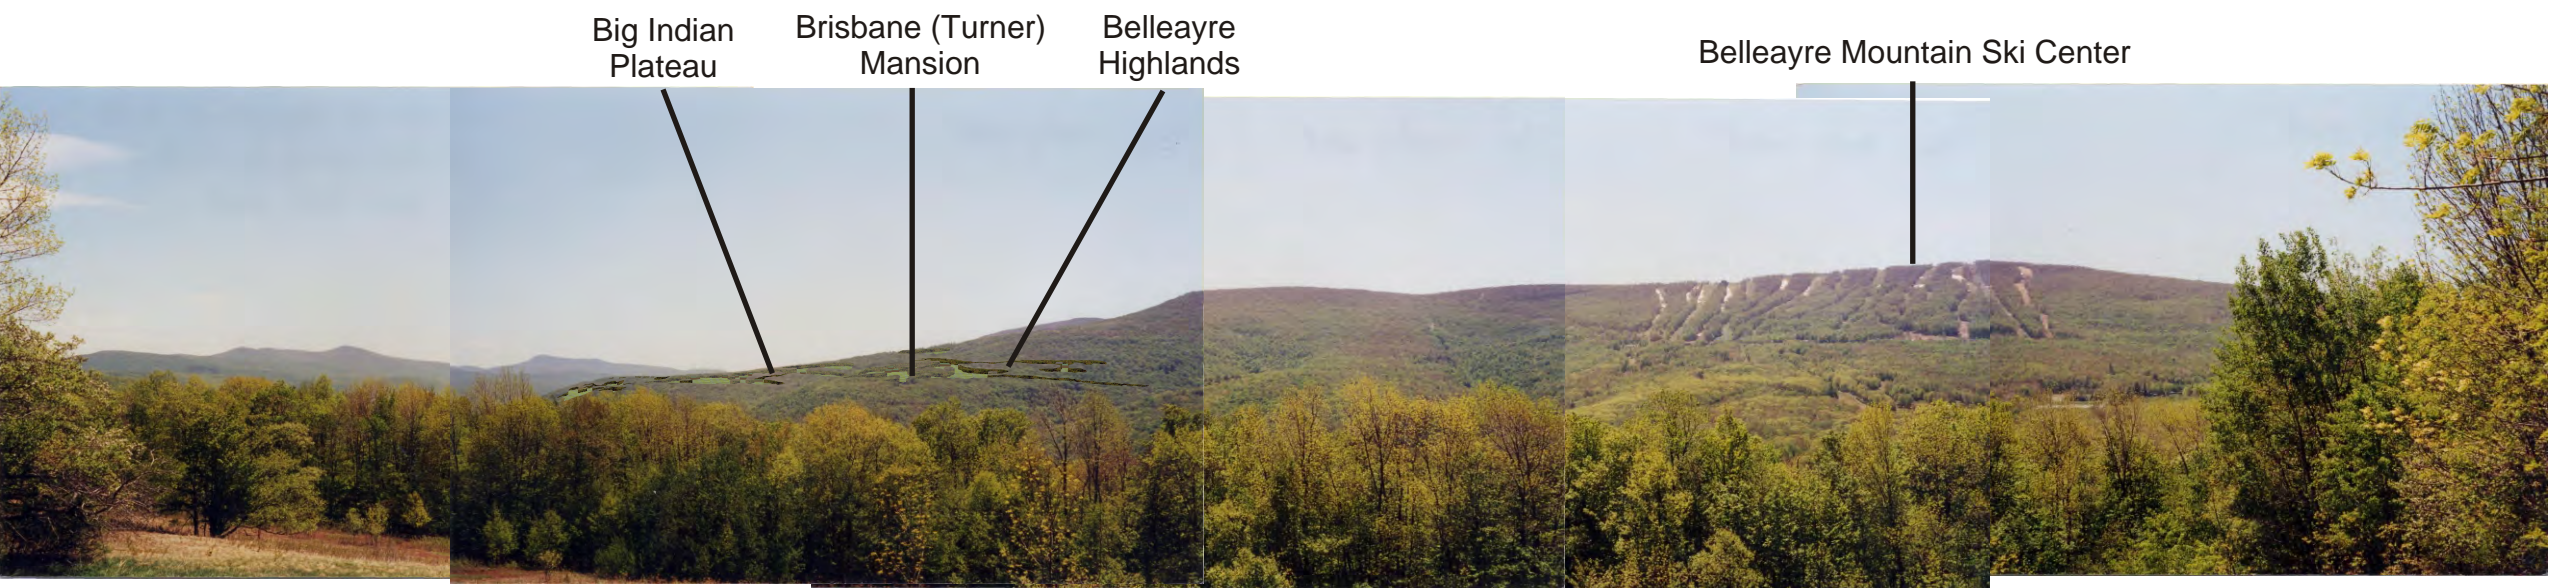 Big Indian
Plateau
Brisbane (Turner)
Mansion
Belleayre
Highlands
Belleayre Mountain Ski Center